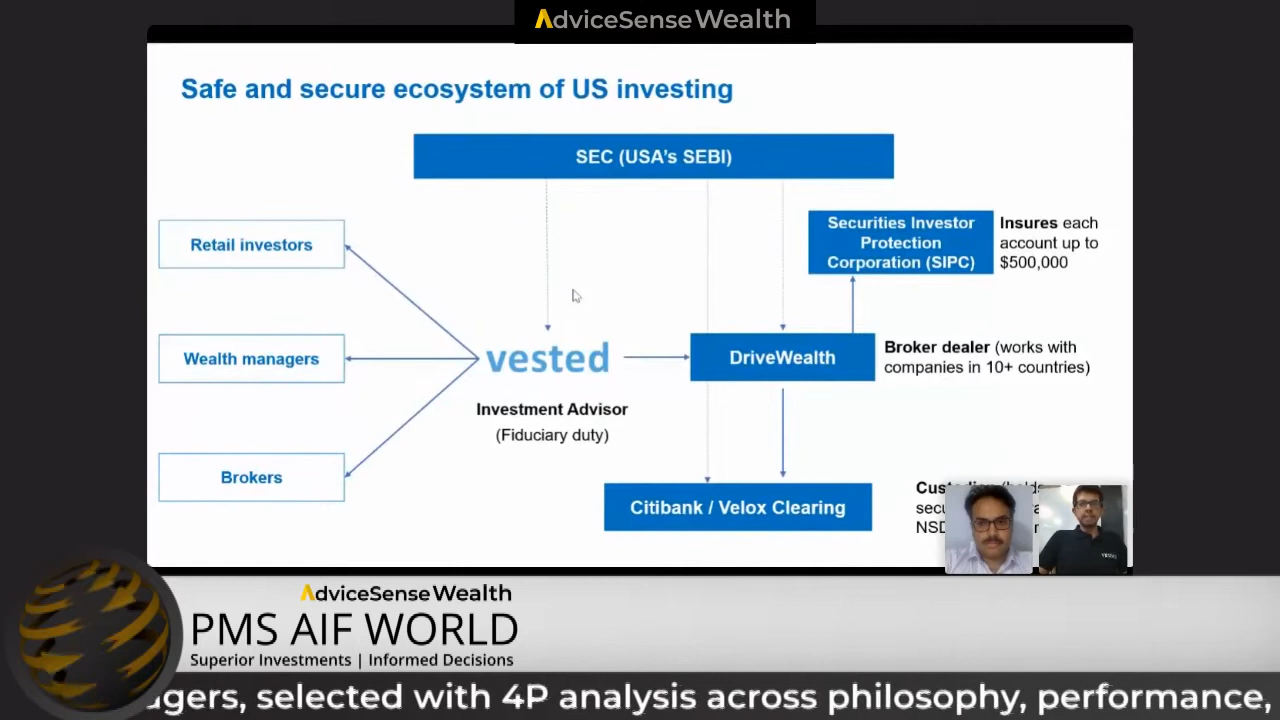 AdviceSense Wealth
Safe and secure ecosystem of US investing
SEC (USA's SEBI)
Retail investors
Securities Investor
Protection
Corporation (SIPC)
Insures each
account up to
$500,000
Wealth managers
vested
DriveWealth
Broker dealer (works with
companies in 10+ countries)
Investment Advisor
(Fiduciary duty)
Brokers
Citibank / Velox Clearing
AdviceSense Wealth
PMS AIF WORLD
Superior Investments | Informed Decisions
selected with 4P analysis across philosophy, performance,